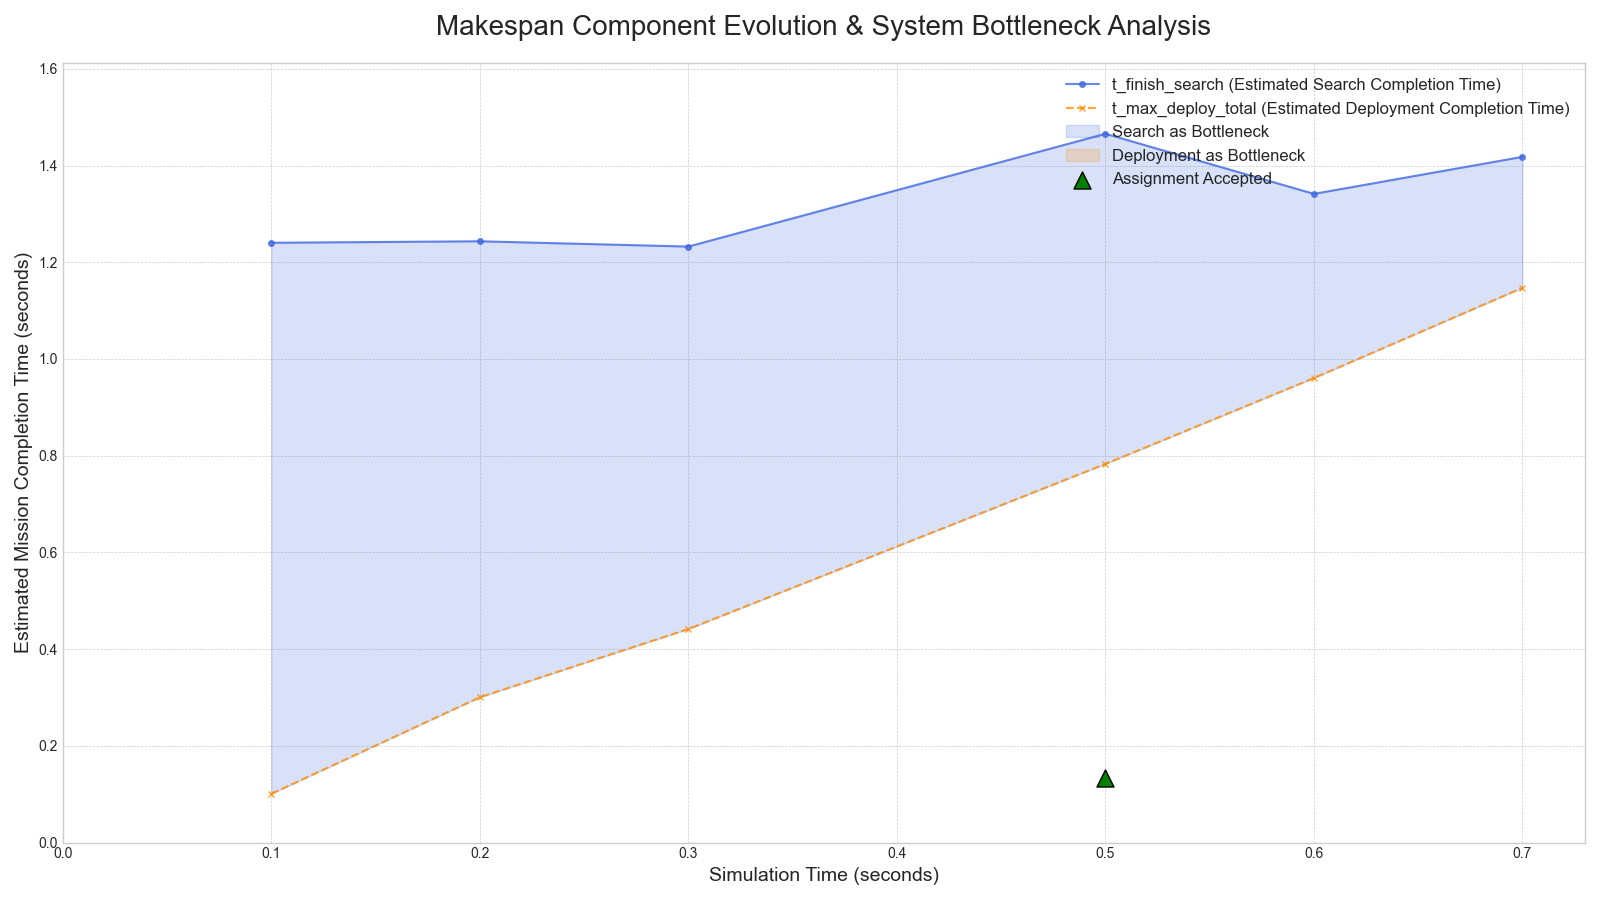 Makespan Component Evolution & System Bottleneck Analysis
t_finish_search (Estimated Search Completion Time)
t_max_deploy_total (Estimated Deployment Completion Time)
Search as Bottleneck
Deployment as Bottleneck
Assignment Accepted
Estimated Mission Completion Time (seconds)
1.6
1.4
1.2
1.0
0.8
0.6
0.4
0.2
0.0
0.0 0.1 0.2 0.3 0.4 0.5 0.6 0.7
Simulation Time (seconds)